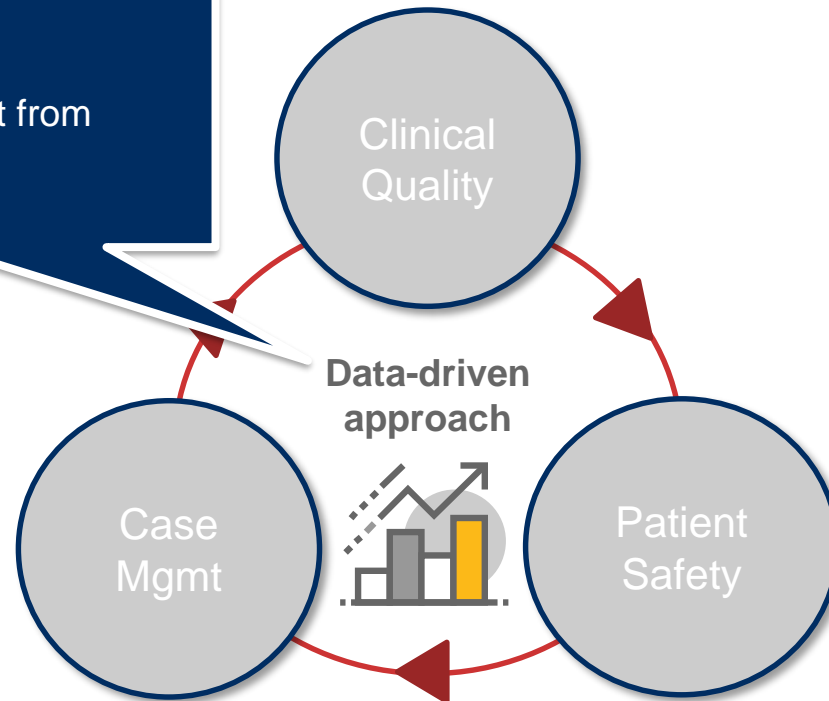 t from
Clinical
Quality
Data-driven
approach
Case
Mgmt
Patient
Safety